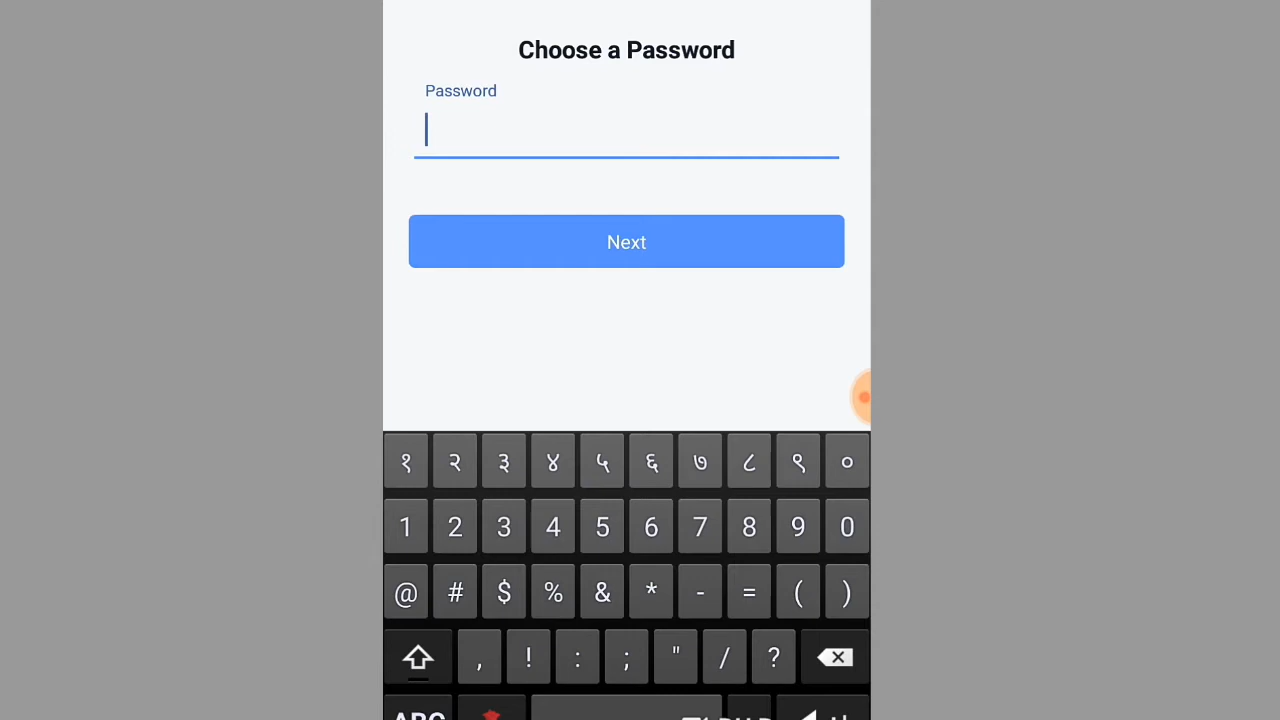 Choose a Password
Password
Next
१ २ ३ ४ ५ ६ ७ ८ ९ ०
1 2 3 4 5 6 7 8 9 0
@ # $ % & * - = ( )
, ! : ; " / ?
ABC